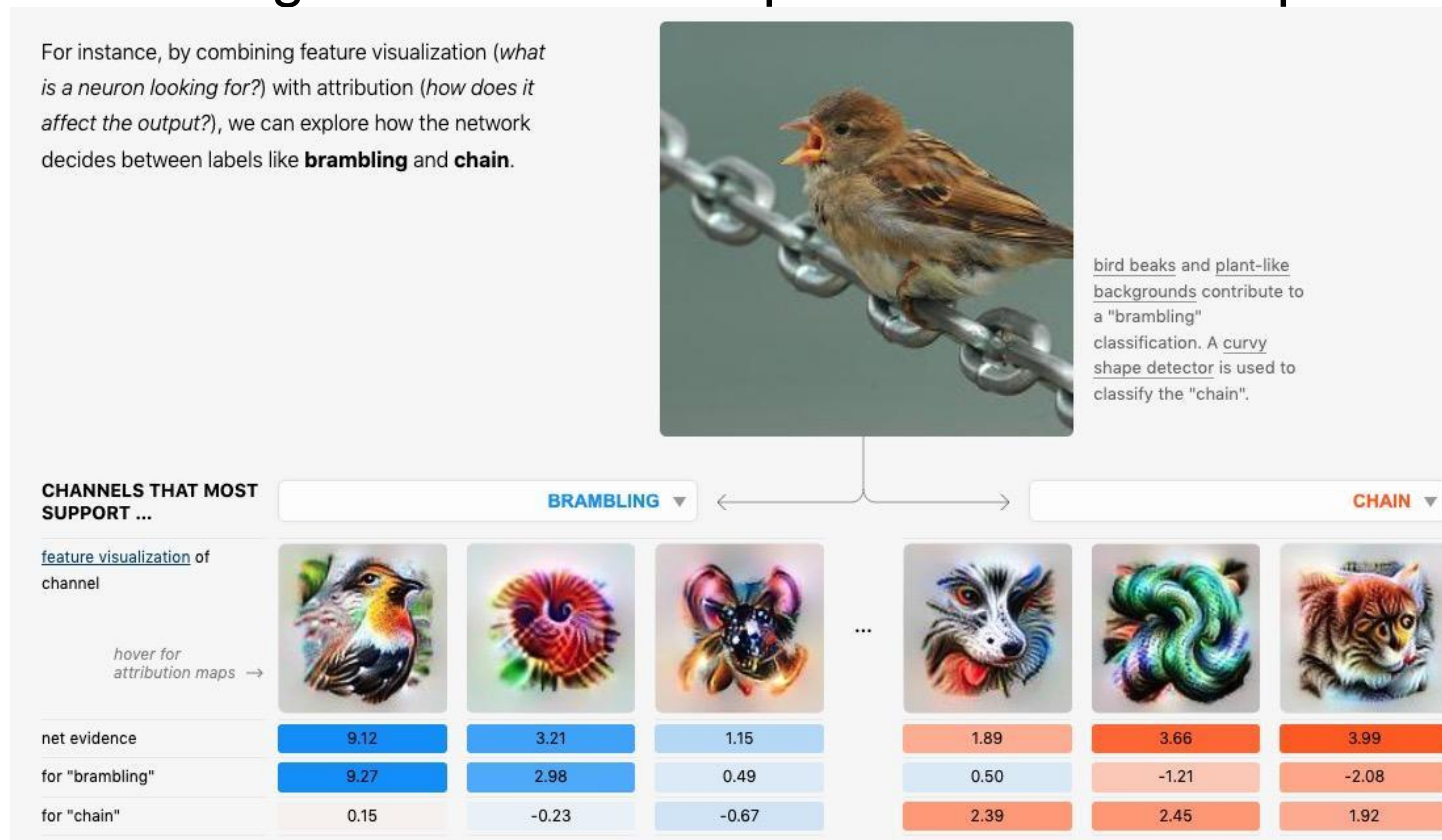 For instance, by combining feature visualization (what
is a neuron looking for?) with attribution (how does it
affect the output?), we can explore how the network
decides between labels like brambling and chain.
bird beaks and plant-like
backgrounds contribute to
a "brambling"
classification. A curvy
shape detector is used to
classify the "chain".
CHANNELS THAT MOST
SUPPORT ...
BRAMBLING
CHAIN
feature visualization of
channel
hover for
attribution maps →
...
net evidence 9.12 3.21 1.15 1.89 3.66 3.99
for "brambling" 9.27 2.98 0.49 0.50 -1.21 -2.08
for "chain" 0.15 -0.23 -0.67 2.39 2.45 1.92